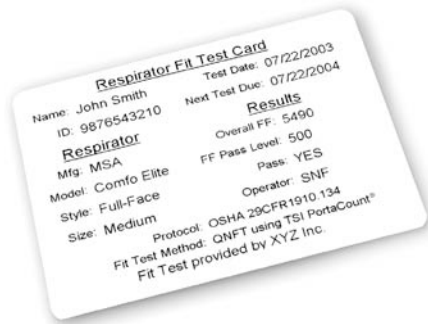 Respirator Fit Test Card
Name: John Smith Test Date: 07/22/2003
ID: 9876543210 Next Test Due: 07/22/2004
Respirator Results
Mfg: MSA Overall FF: 5490
Model: Comfo Elite FF Pass Level: 500
Style: Full-Face Pass: YES
Size: Medium Operator: SNF
Protocol: OSHA 29CFR1910.134
Fit Test Method: QNFT using TSI PortaCount®
Fit Test provided by XYZ Inc.